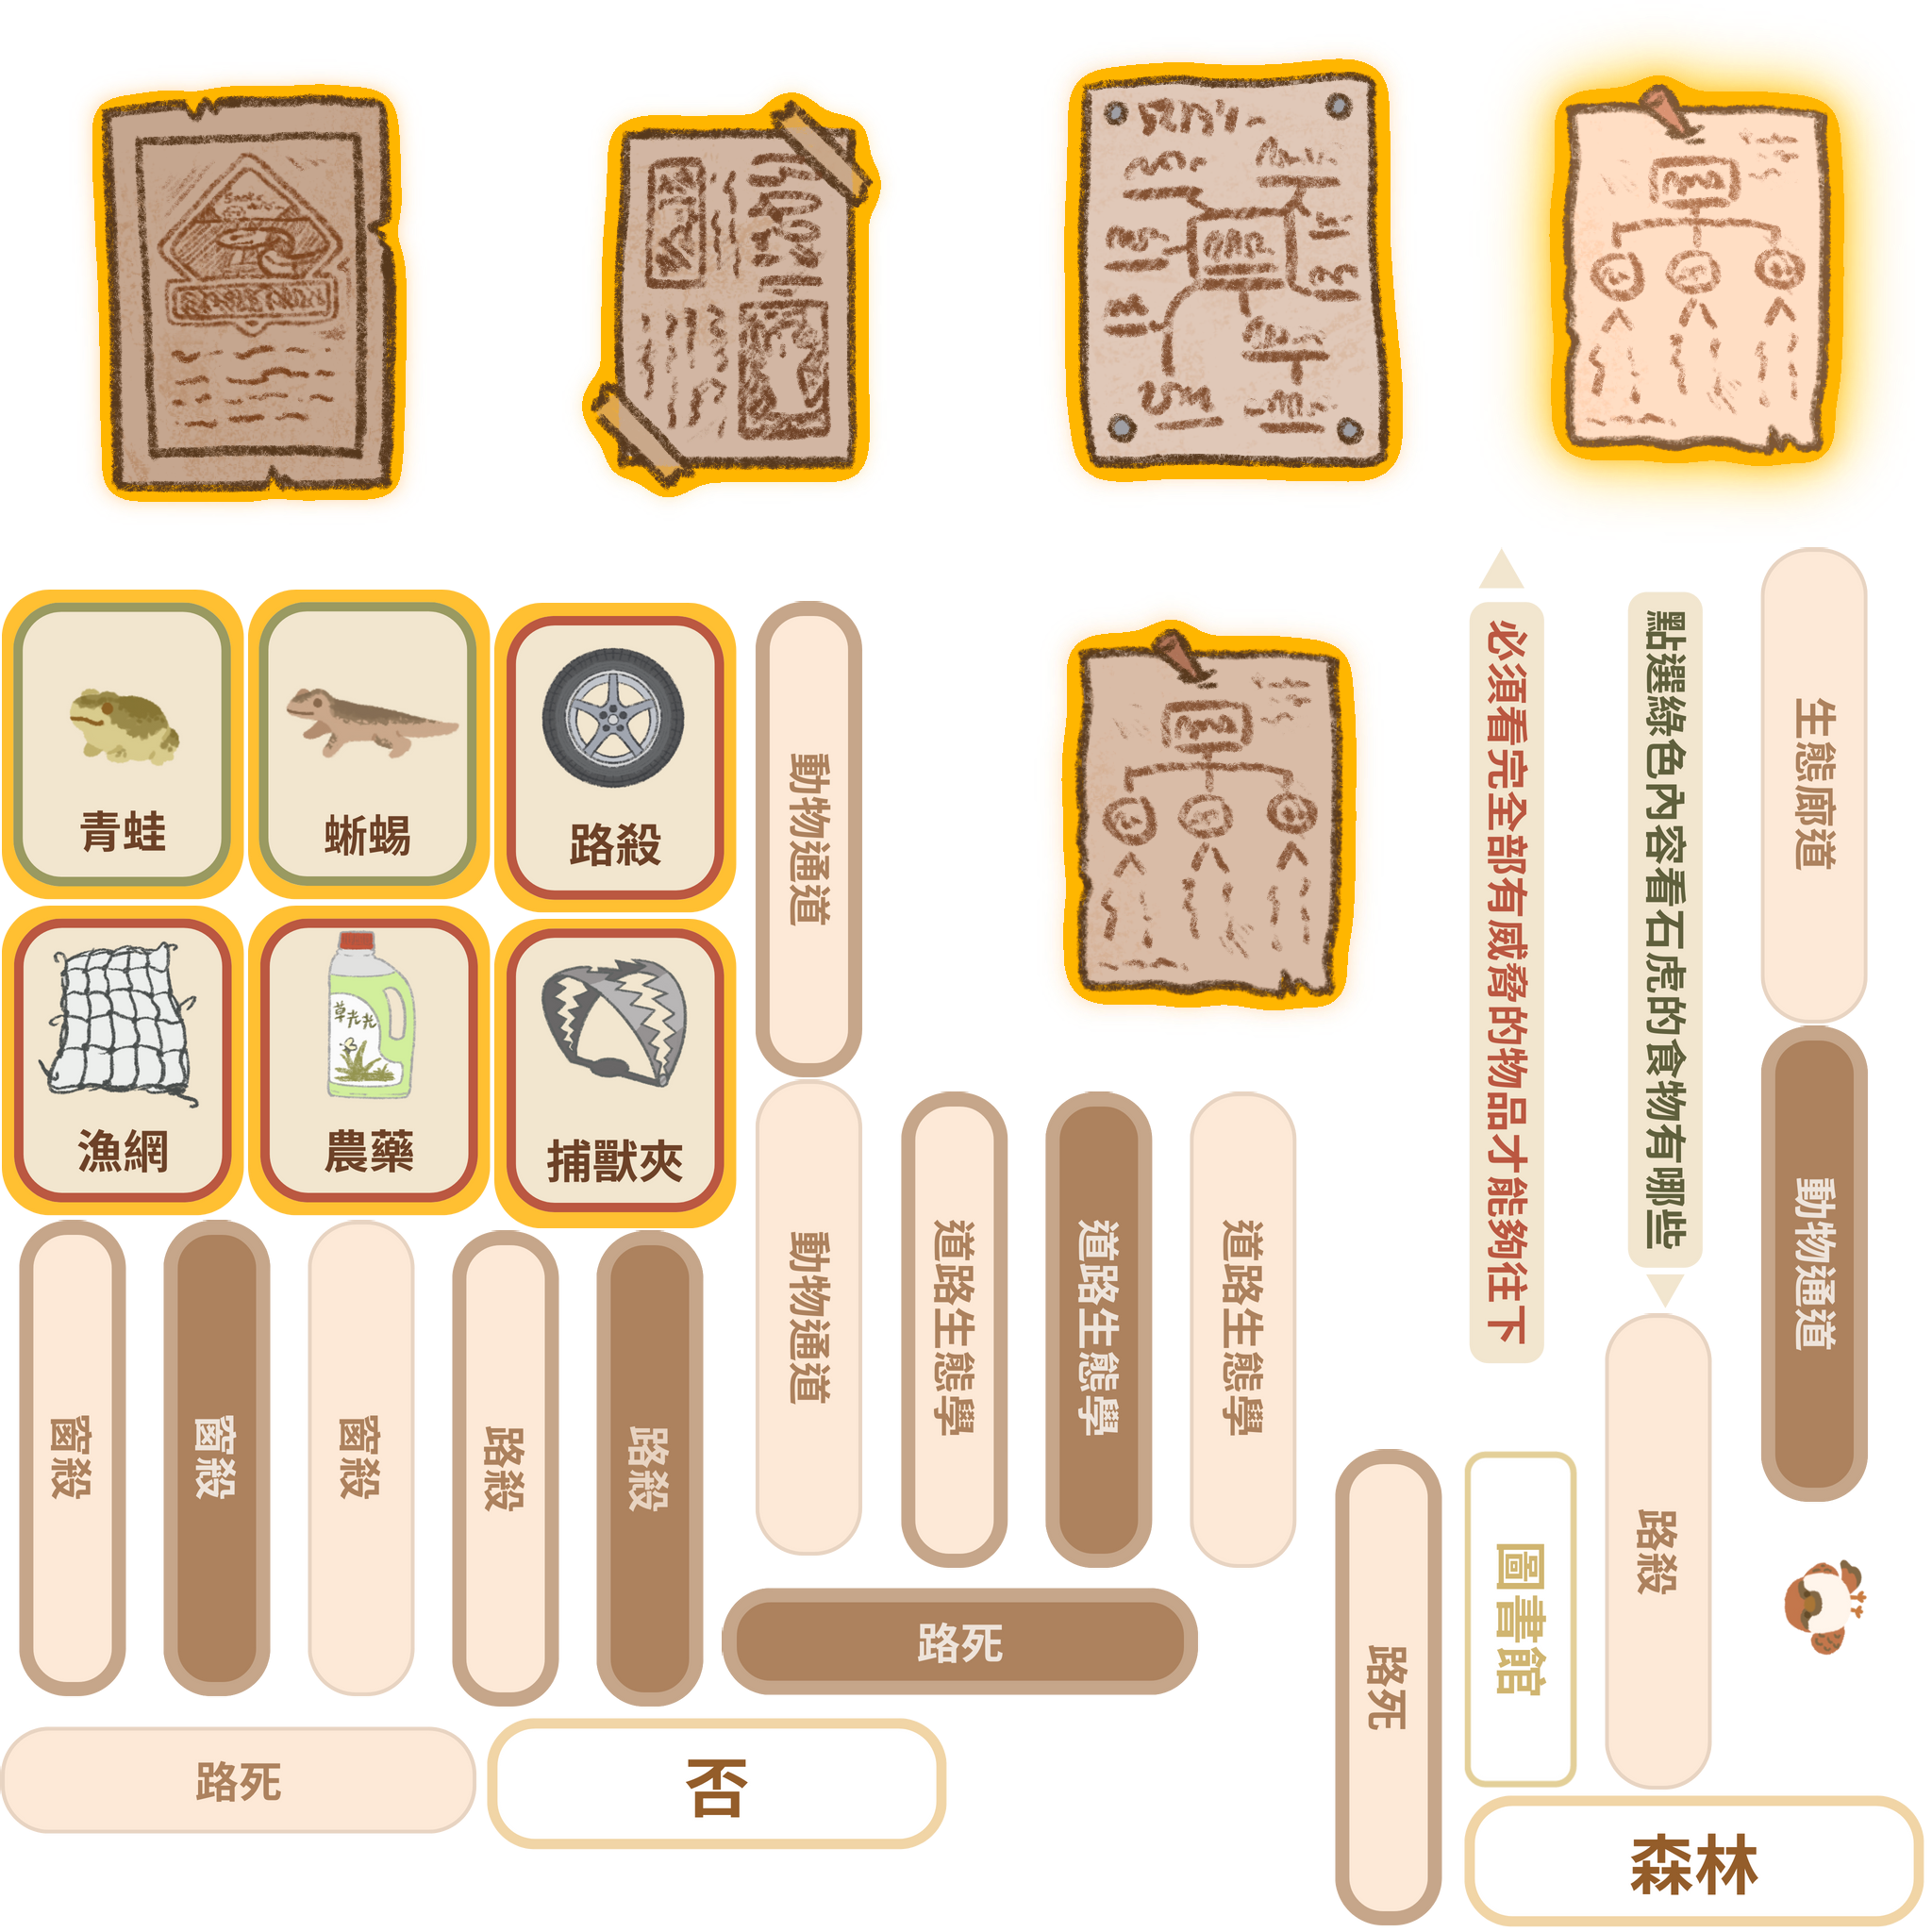 青蛙
蜥蜴
路殺
漁網
農藥
草光光
捕獸夾
動物通道
動物通道
必須看完全部有威脅的物品才能夠往下
點選綠色內容看石虎的食物有哪些
生態廊道
動物通道
道路生態學
道路生態學
道路生態學
窗殺
窗殺
窗殺
路殺
路殺
路死
路死
圖書館
路殺
路死
否
森林